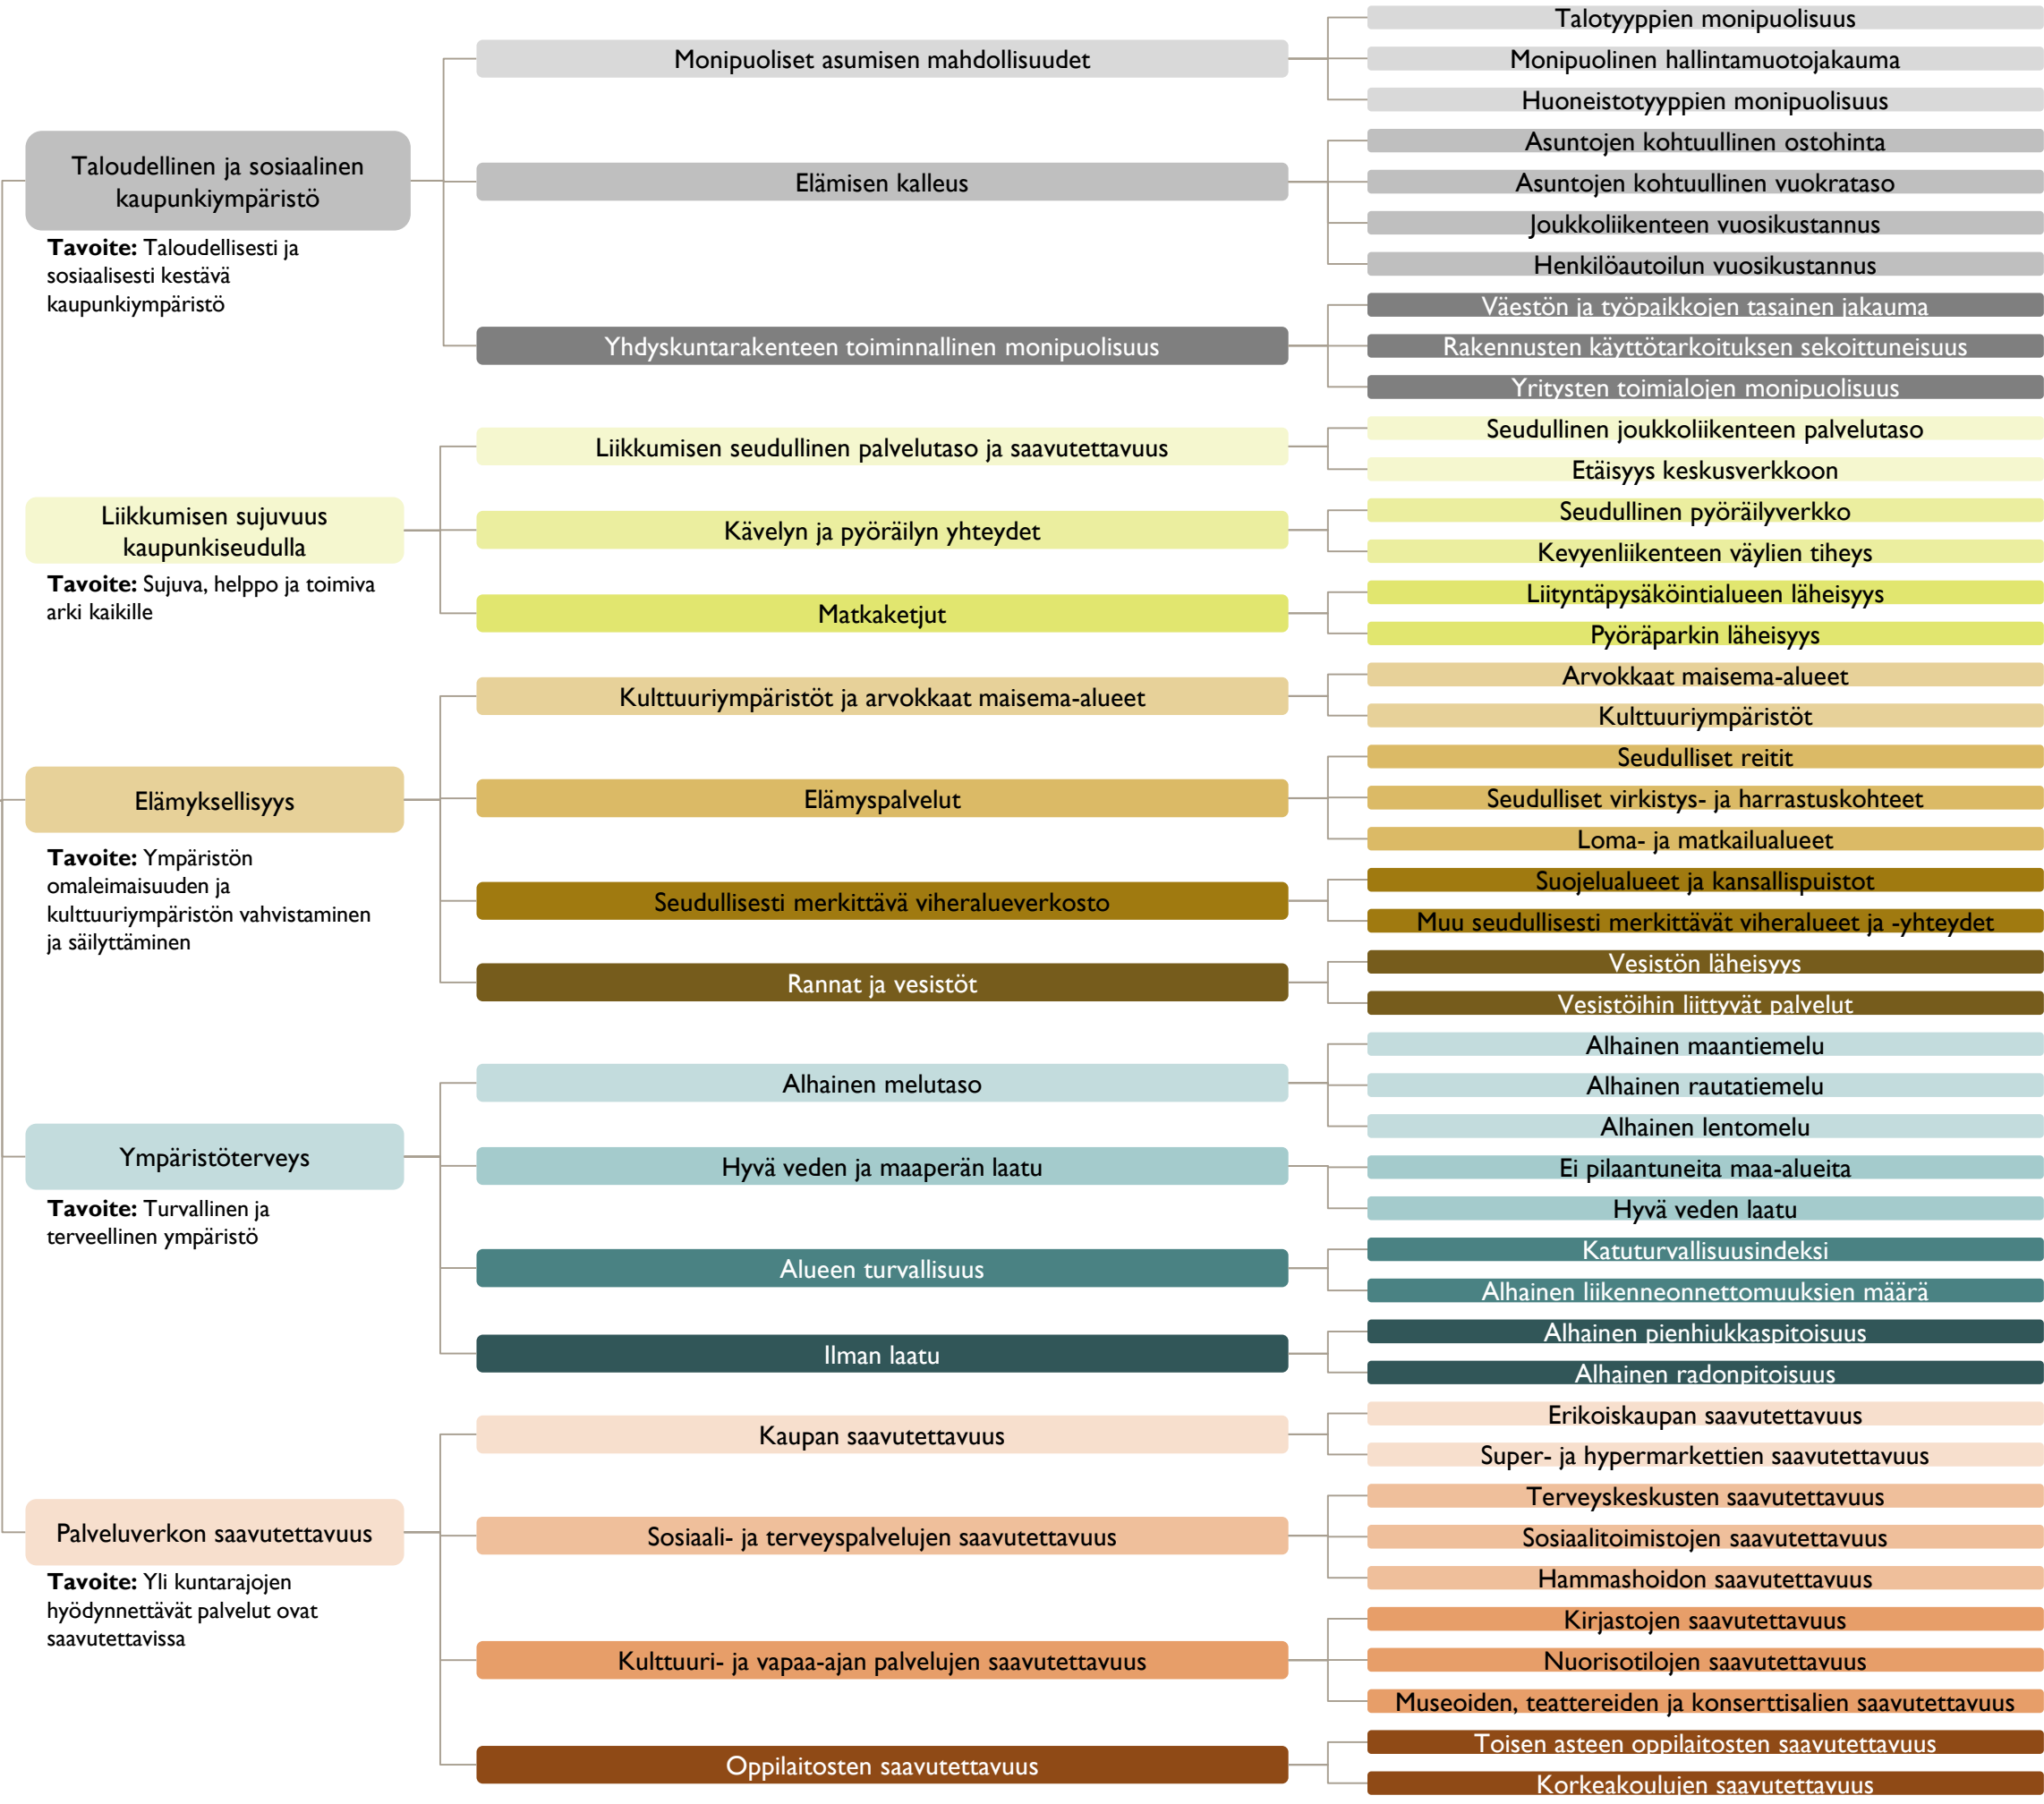 Taloudellinen ja sosiaalinen
kaupunkiympäristö
Tavoite: Taloudellisesti ja
sosiaalisesti kestävä
kaupunkiympäristö
Monipuoliset asumisen mahdollisuudet
Talotyyppien monipuolisuus
Monipuolinen hallintamuotojakauma
Huoneistotyyppien monipuolisuus
Elämisen kalleus
Asuntojen kohtuullinen ostohinta
Asuntojen kohtuullinen vuokrataso
Joukkoliikenteen vuosikustannus
Henkilöautoilun vuosikustannus
Yhdyskuntarakenteen toiminnallinen monipuolisuus
Väestön ja työpaikkojen tasainen jakauma
Rakennusten käyttötarkoituksen sekoittuneisuus
Yritysten toimialojen monipuolisuus
Liikkumisen sujuvuus
kaupunkiseudulla
Tavoite: Sujuva, helppo ja toimiva
arki kaikille
Liikkumisen seudullinen palvelutaso ja saavutettavuus
Seudullinen joukkoliikenteen palvelutaso
Etäisyys keskusverkkoon
Kävelyn ja pyöräilyn yhteydet
Seudullinen pyöräilyverkko
Kevyenliikenteen väylien tiheys
Matkaketjut
Liityntäpysäköintialueen läheisyys
Pyöräparkin läheisyys
Elämyksellisyys
Tavoite: Ympäristön
omaleimaisuuden ja
kulttuuriympäristön vahvistaminen
ja säilyttäminen
Kulttuuriympäristöt ja arvokkaat maisema-alueet
Arvokkaat maisema-alueet
Kulttuuriympäristöt
Elämyspalvelut
Seudulliset reitit
Seudulliset virkistys- ja harrastuskohteet
Loma- ja matkailualueet
Seudullisesti merkittävä viheralueverkosto
Suojelualueet ja kansallispuistot
Muu seudullisesti merkittävät viheralueet ja -yhteydet
Rannat ja vesistöt
Vesistön läheisyys
Vesistöihin liittyvät palvelut
Ympäristöterveys
Tavoite: Turvallinen ja
terveellinen ympäristö
Alhainen melutaso
Alhainen maantiemelu
Alhainen rautatiemelu
Alhainen lentomelu
Hyvä veden ja maaperän laatu
Ei pilaantuneita maa-alueita
Hyvä veden laatu
Alueen turvallisuus
Katuturvallisuusindeksi
Alhainen liikenneonnettomuuksien määrä
Ilman laatu
Alhainen pienhiukkaspitoisuus
Alhainen radonpitoisuus
Palveluverkon saavutettavuus
Tavoite: Yli kuntarajojen
hyödynnettävät palvelut ovat
saavutettavissa
Kaupan saavutettavuus
Erikoiskaupan saavutettavuus
Super- ja hypermarkettien saavutettavuus
Sosiaali- ja terveyspalvelujen saavutettavuus
Terveyskeskusten saavutettavuus
Sosiaalitoimistojen saavutettavuus
Hammashoidon saavutettavuus
Kulttuuri- ja vapaa-ajan palvelujen saavutettavuus
Kirjastojen saavutettavuus
Nuorisotilojen saavutettavuus
Museoiden, teattereiden ja konserttisalien saavutettavuus
Oppilaitosten saavutettavuus
Toisen asteen oppilaitosten saavutettavuus
Korkeakoulujen saavutettavuus